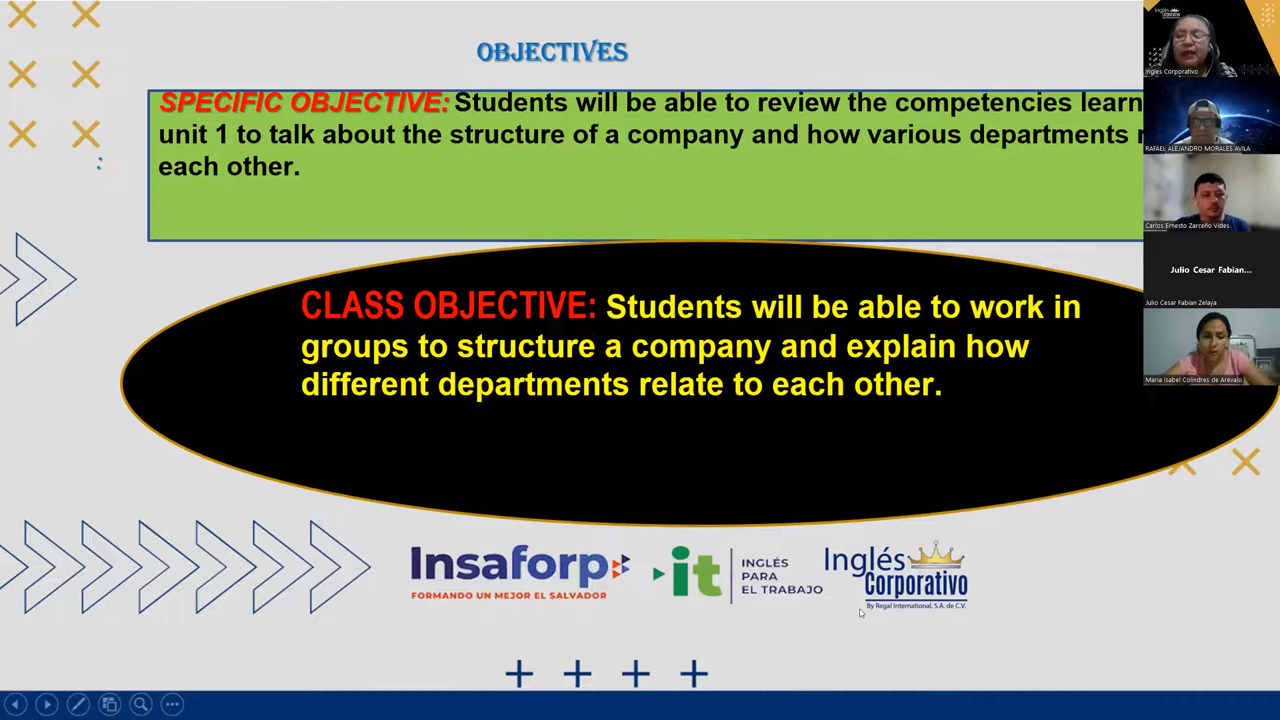 OBJECTIVES
SPECIFIC OBJECTIVE: Students will be able to review the competencies learn
unit 1 to talk about the structure of a company and how various departments
each other.
CLASS OBJECTIVE: Students will be able to work in
groups to structure a company and explain how
different departments relate to each other.
Insaforp
FORMANDO UN MEJOR EL SALVADOR
it
INGLÉS
PARA
EL TRABAJO
Inglés
Corporativo
By Regal International, S.A. de C.V.
Inglés
Corporativo
Inglés Corporativo
RAFAEL ALEJANDRO MORALES AVILA
Carlos Ernesto Zarceño Vides
Julio Cesar Fabian...
Julio Cesar Fabian Zelaya
Maria Isabel Colindres de Arévalo